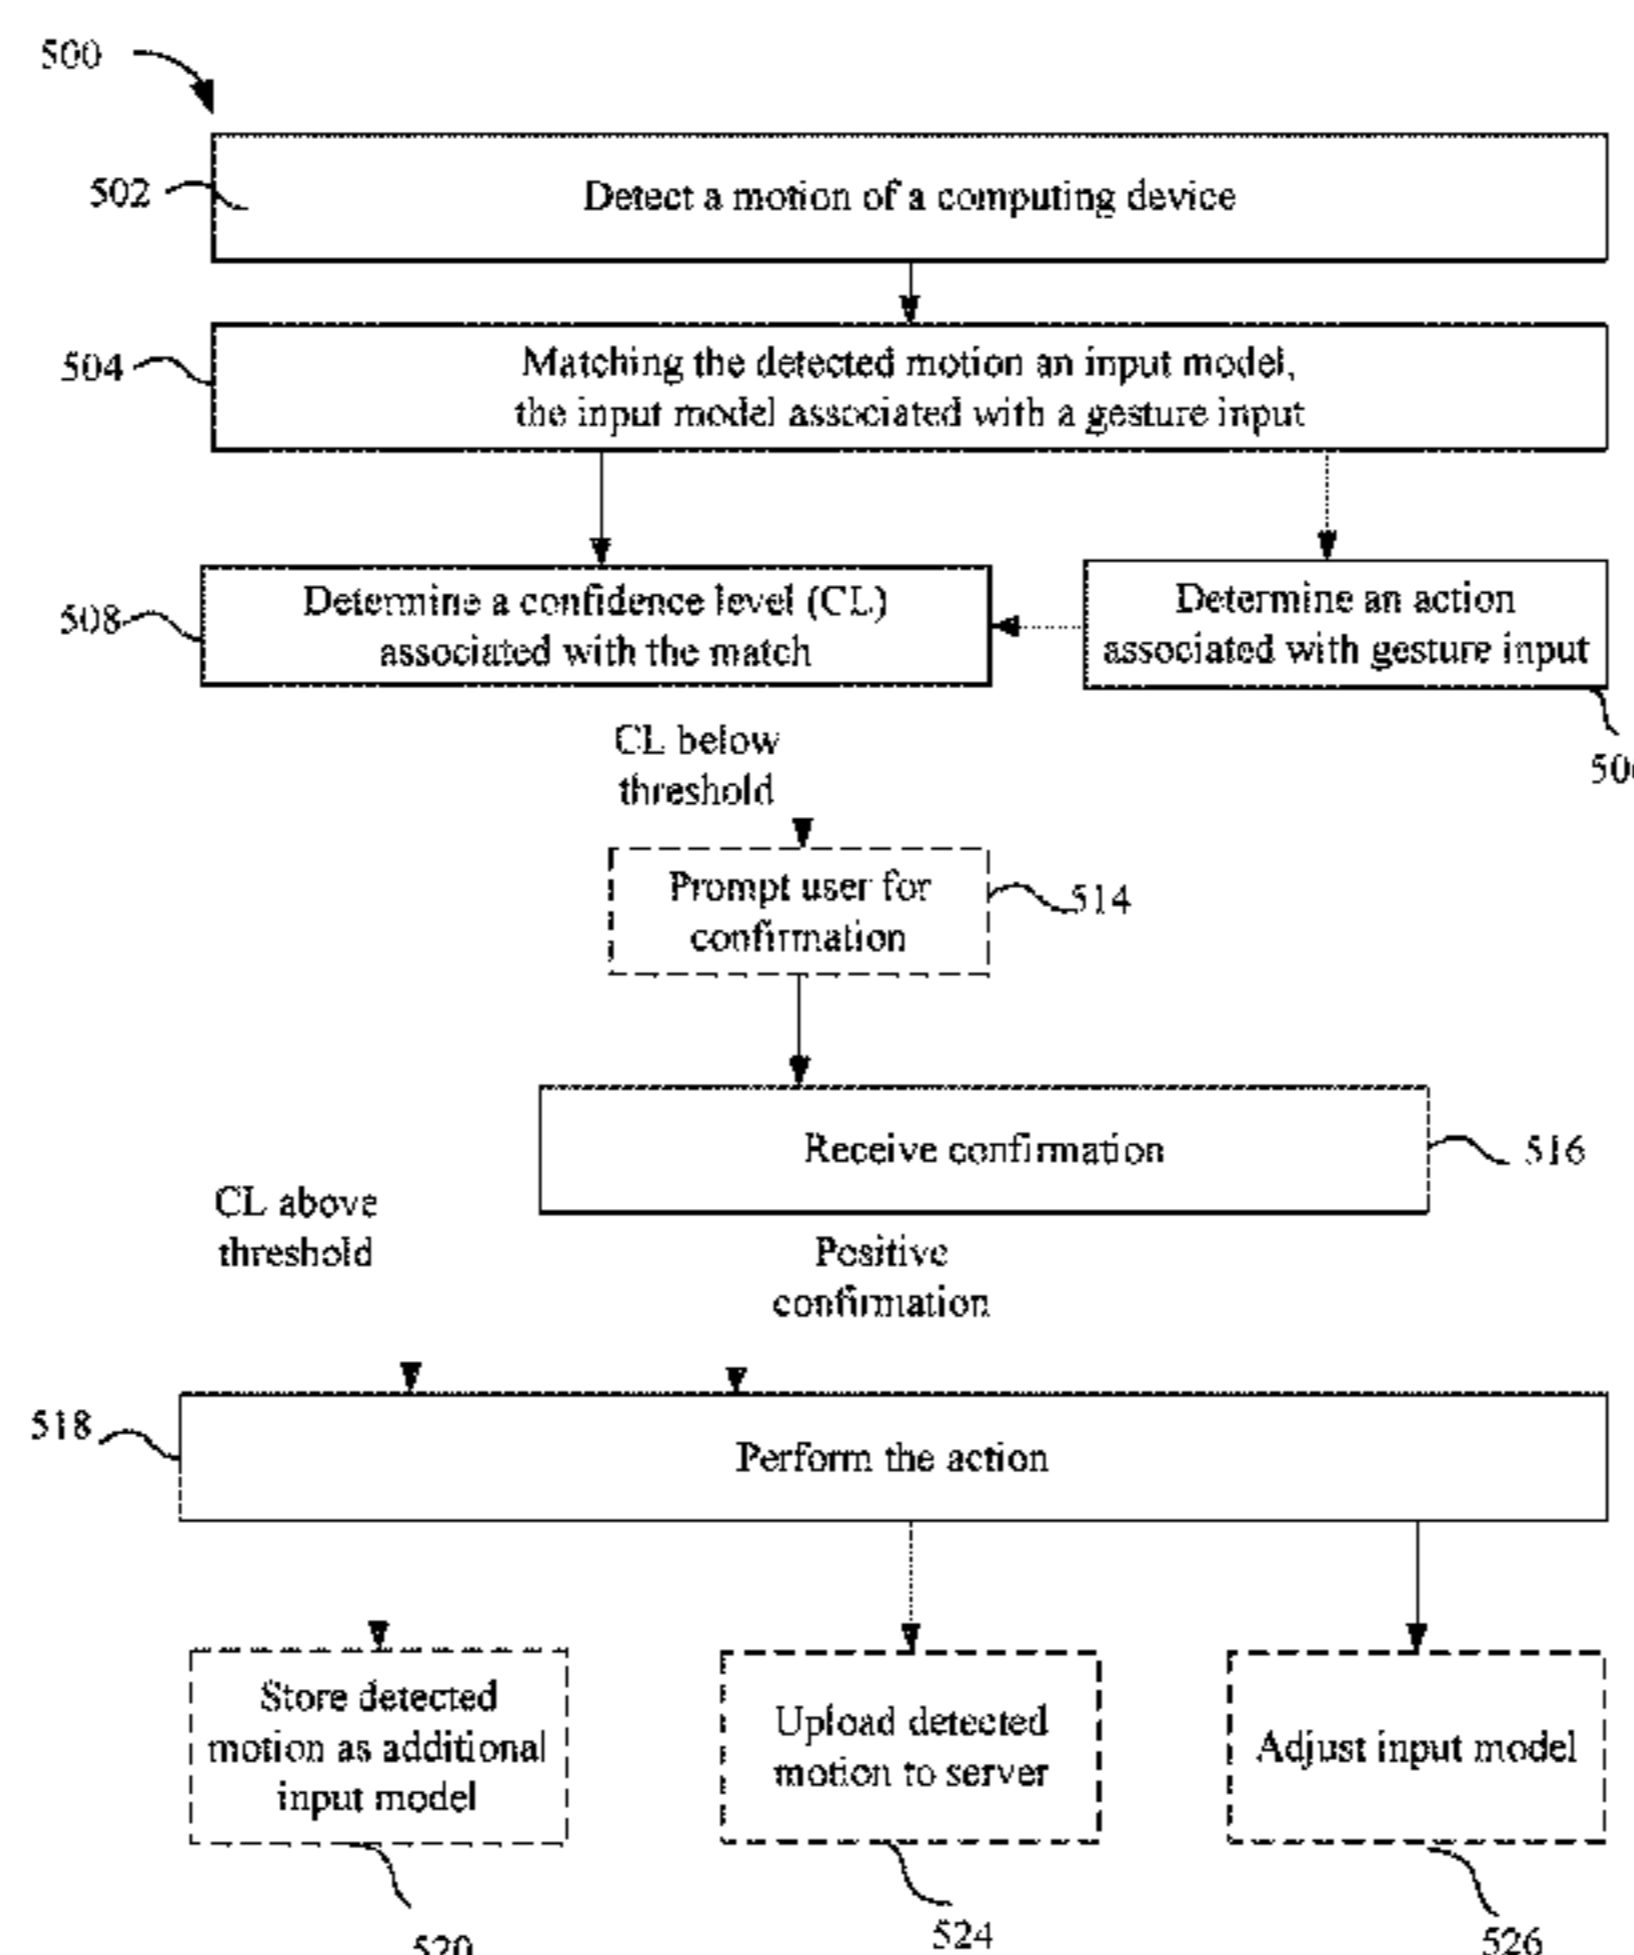 500
502
Detect a motion of a computing device
504
Matching the detected motion an input model,
the input model associated with a gesture input
508
Determine a confidence level (CL)
associated with the match
Determine an action
associated with gesture input
CL below
threshold
Prompt user for
confirmation
514
Receive confirmation
516
CL above
threshold
Positive
confirmation
518
Perform the action
Store detected
motion as additional
input model
Upload detected
motion to server
Adjust input model
520
524
526